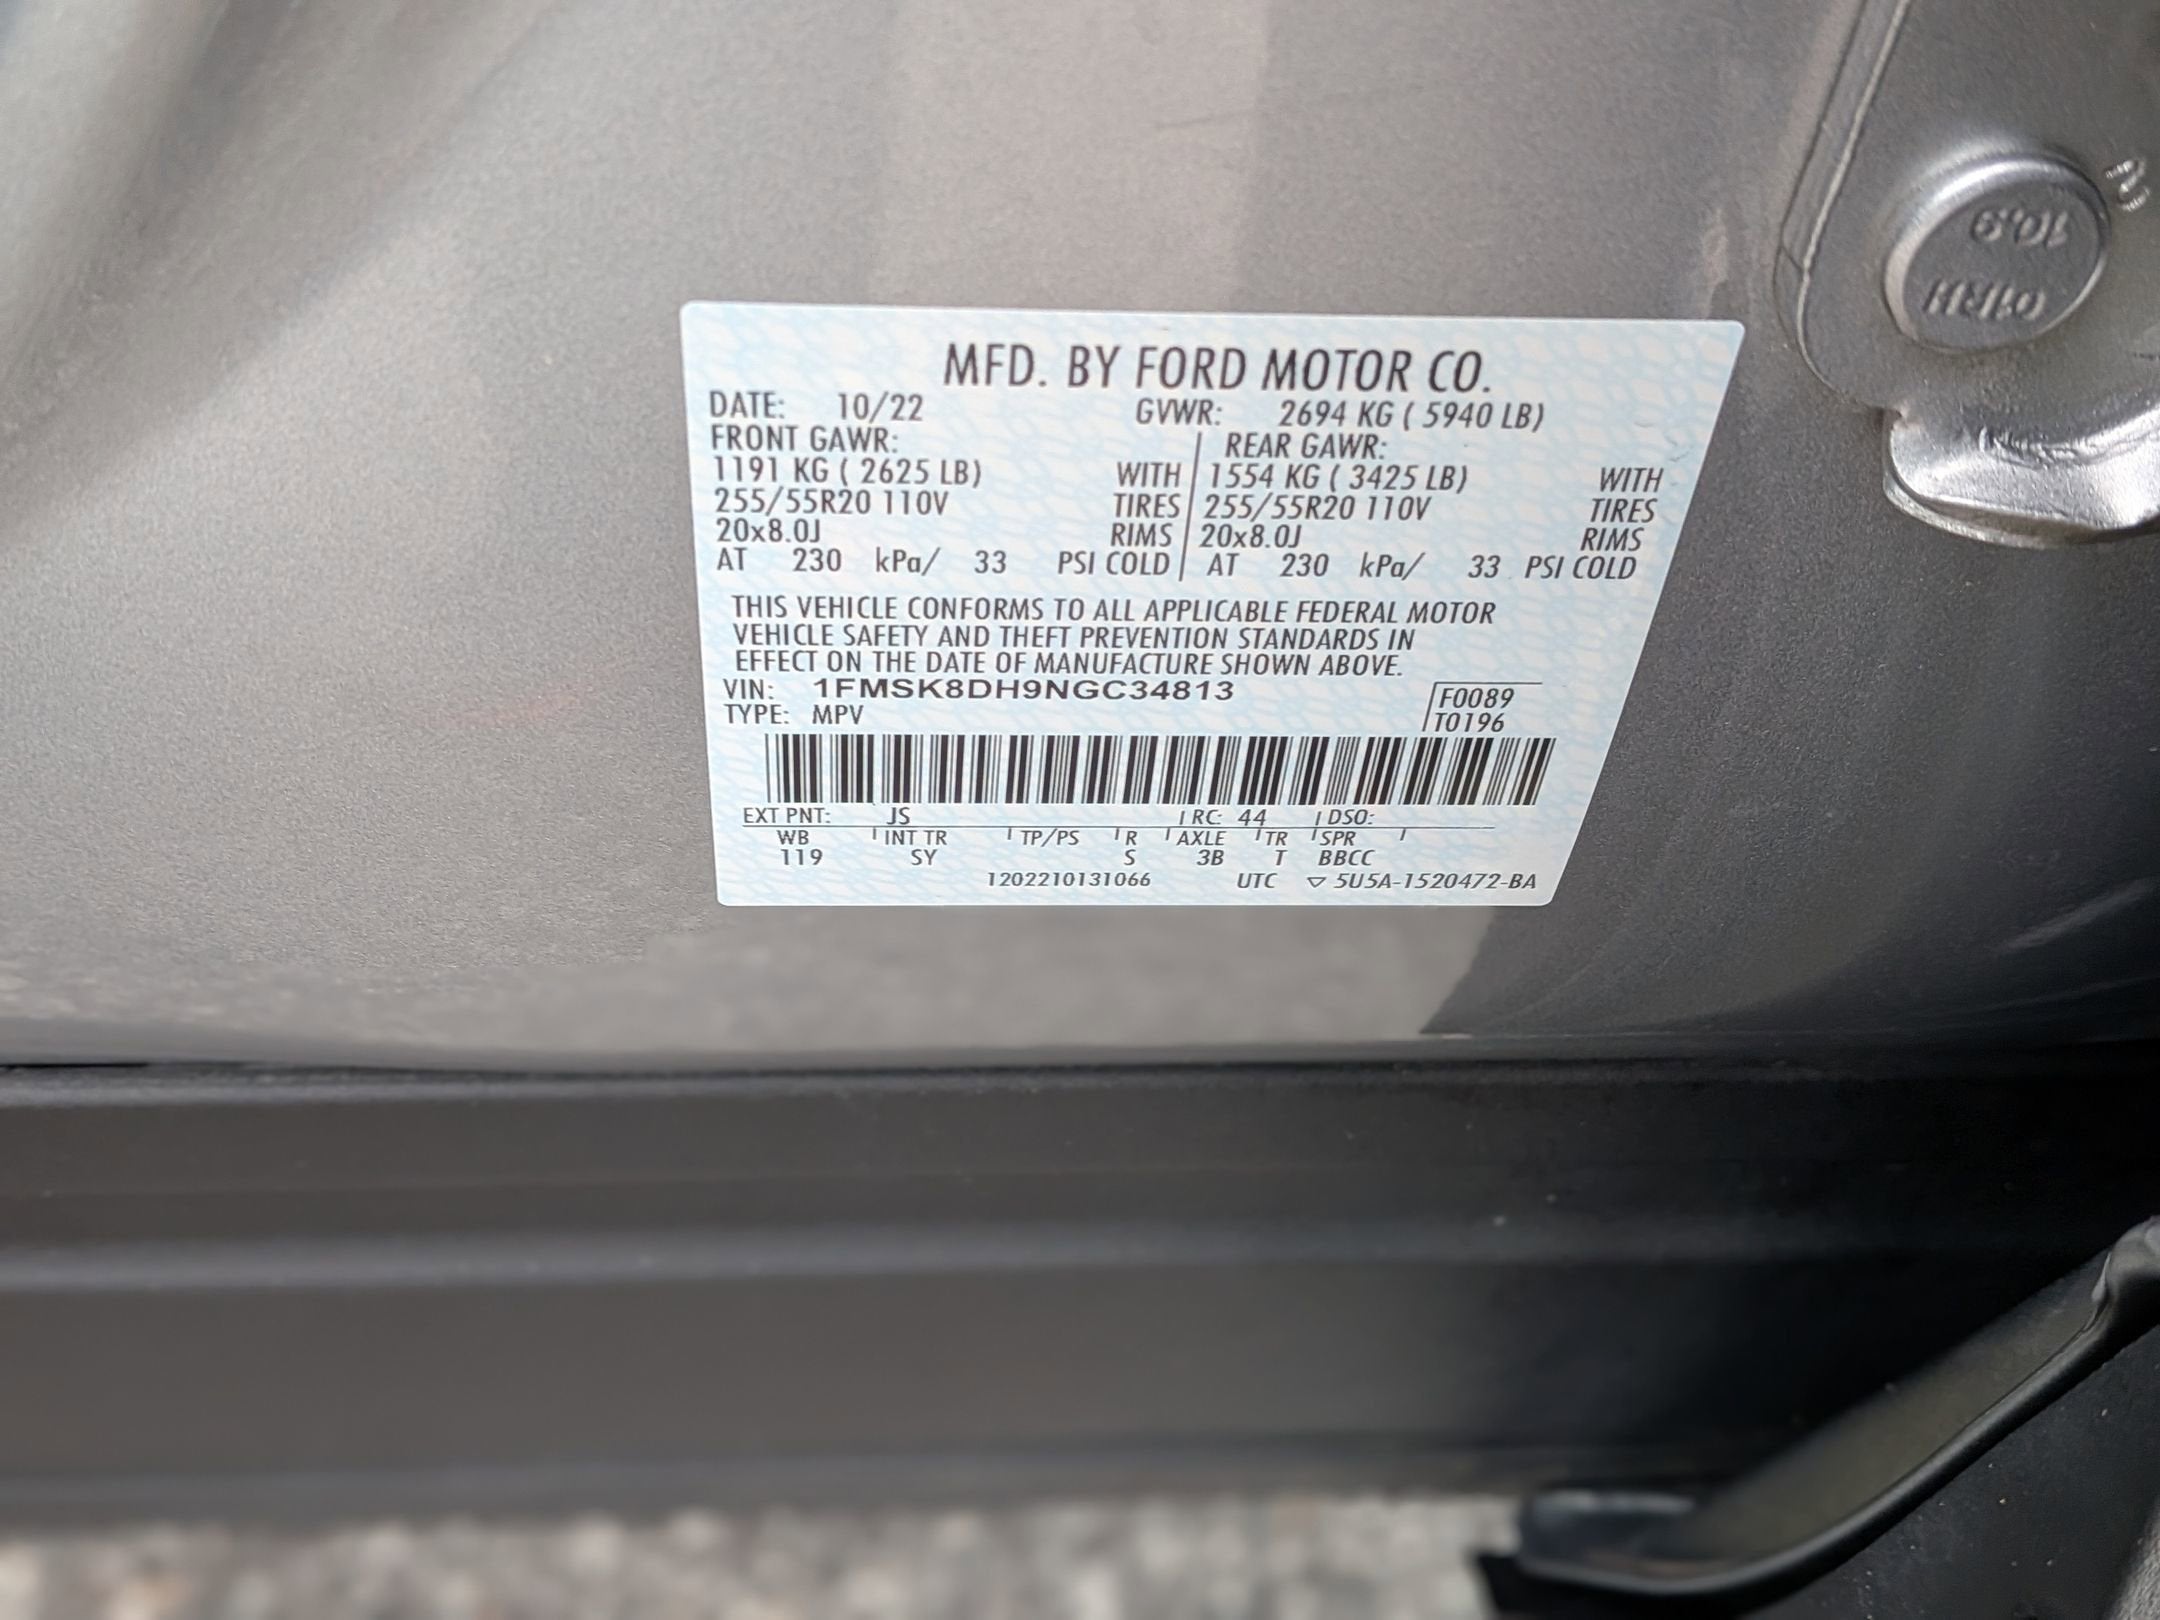 MFD. BY FORD MOTOR CO.
DATE: 10/22 GVWR: 2694 KG ( 5940 LB)
FRONT GAWR: REAR GAWR:
1191 KG ( 2625 LB) WITH 1554 KG ( 3425 LB) WITH
255/55R20 110V TIRES 255/55R20 110V TIRES
20x8.0J RIMS 20x8.0J RIMS
AT 230 kPa/ 33 PSI COLD AT 230 kPa/ 33 PSI COLD
THIS VEHICLE CONFORMS TO ALL APPLICABLE FEDERAL MOTOR
VEHICLE SAFETY AND THEFT PREVENTION STANDARDS IN
EFFECT ON THE DATE OF MANUFACTURE SHOWN ABOVE.
VIN: 1FMSK8DH9NGC34813 F0089
TYPE: MPV T0196
EXT PNT: JS RC: 44 DSO:
WB INT TR TP/PS R AXLE TR SPR
119 SY S 3B T BBCC
1202210131066 UTC ▽ 5U5A-1520472-BA
10.9